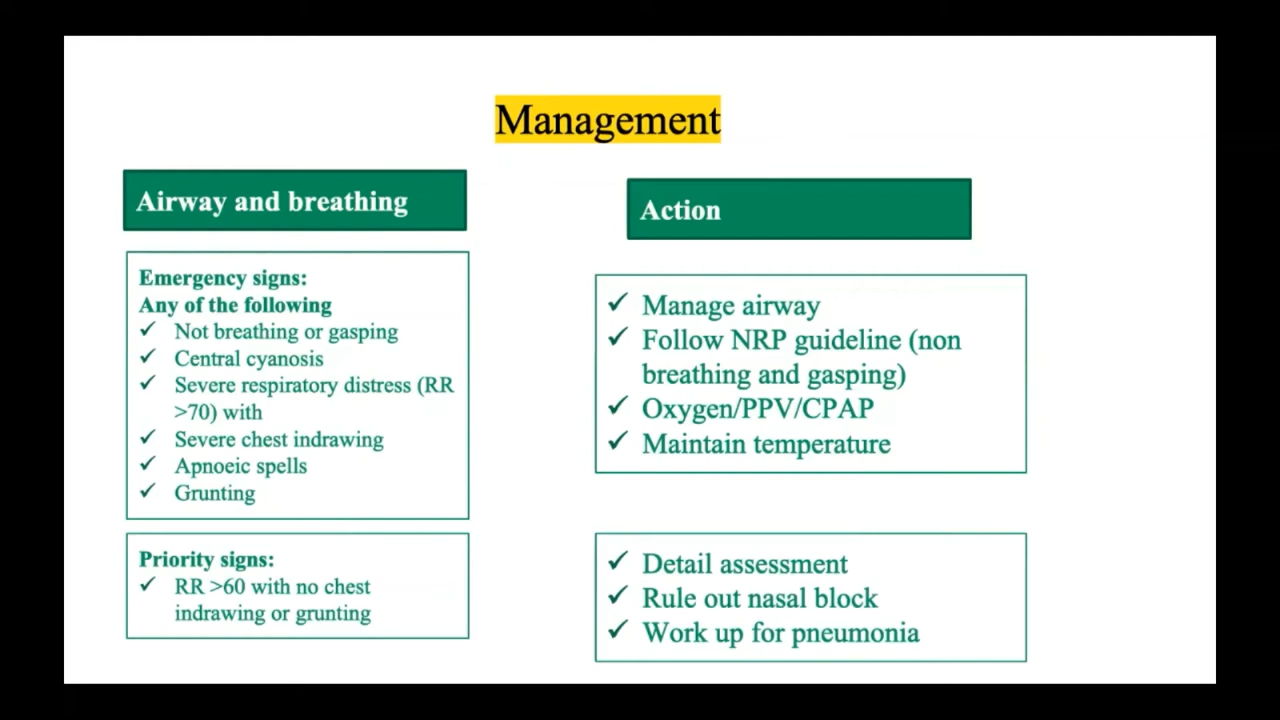 Management
Airway and breathing
Action
Emergency signs:
Any of the following
✓ Not breathing or gasping
✓ Central cyanosis
✓ Severe respiratory distress (RR
>70) with
✓ Severe chest indrawing
✓ Apnoeic spells
✓ Grunting
✓ Manage airway
✓ Follow NRP guideline (non
breathing and gasping)
✓ Oxygen/PPV/CPAP
✓ Maintain temperature
Priority signs:
✓ RR >60 with no chest
indrawing or grunting
✓ Detail assessment
✓ Rule out nasal block
✓ Work up for pneumonia